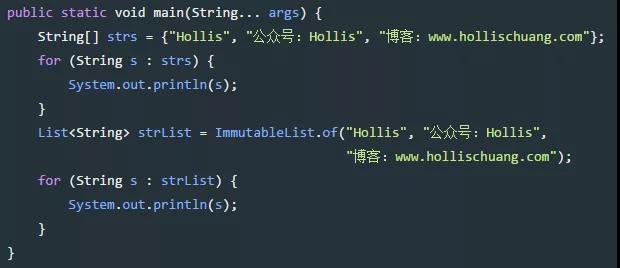 public static void main(String... args) {
    String[] strs = {"Hollis", "公众号：Hollis", "博客：www.hollischuang.com"};
    for (String s : strs) {
        System.out.println(s);
    }
    List<String> strList = ImmutableList.of("Hollis", "公众号：Hollis",
                                            "博客：www.hollischuang.com");
    for (String s : strList) {
        System.out.println(s);
    }
}